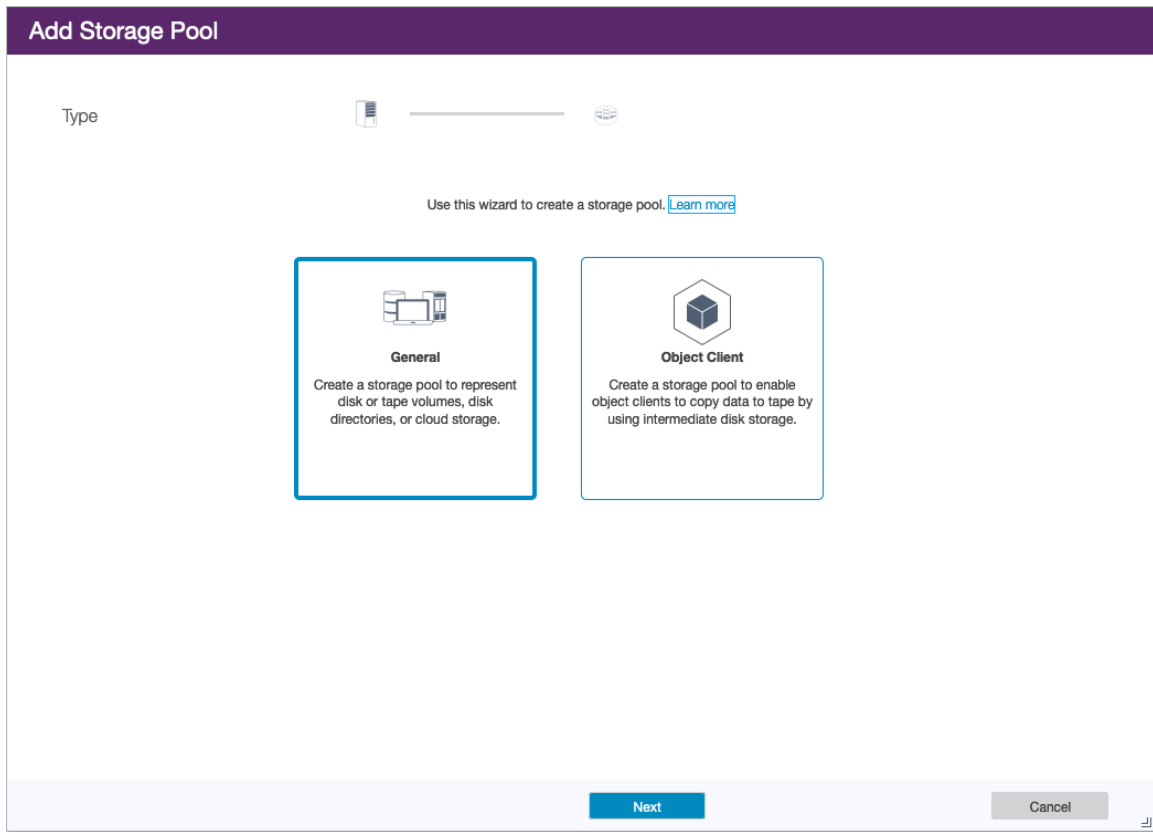 Add Storage Pool
Type
Use this wizard to create a storage pool. Learn more
General
Create a storage pool to represent
disk or tape volumes, disk
directories, or cloud storage.
Object Client
Create a storage pool to enable
object clients to copy data to tape by
using intermediate disk storage.
Next
Cancel